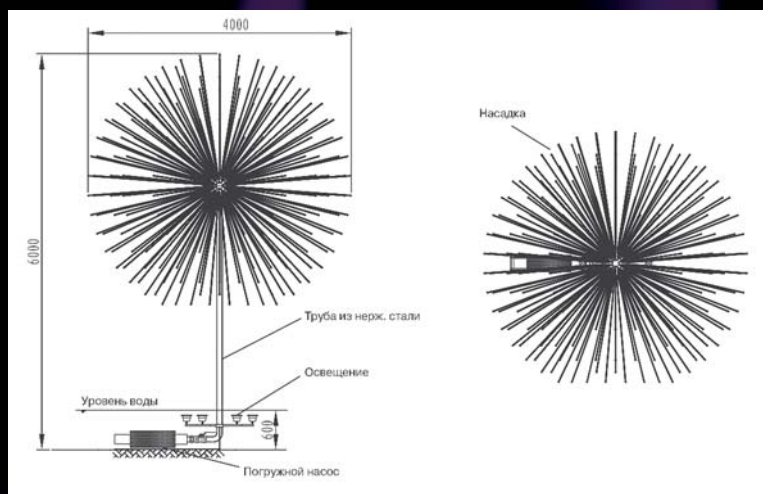 4000
Насадка
6000
Труба из нерж. стали
Освещение
Уровень воды
600
Погружной насос